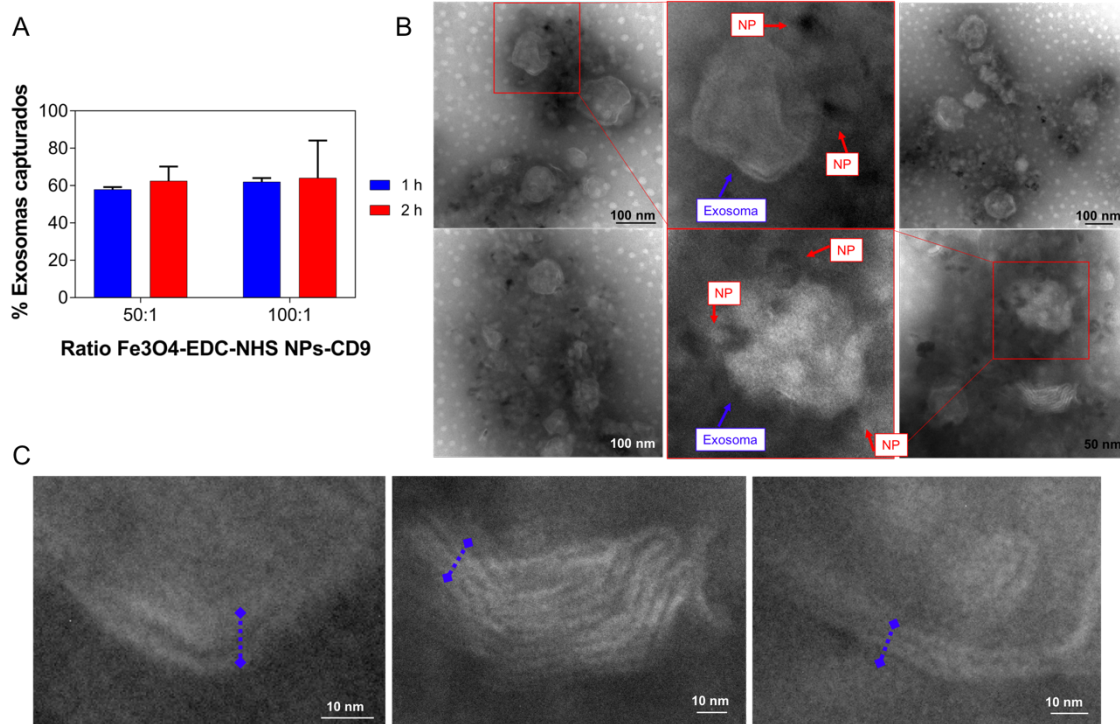 A
% Exosomas capturados
100
80
60
40
20
0
50:1
100:1
Ratio Fe3O4-EDC-NHS NPs-CD9
1 h
2 h
B
100 nm
NP
NP
Exosoma
100 nm
100 nm
NP
NP
Exosoma
NP
50 nm
C
10 nm
10 nm
10 nm